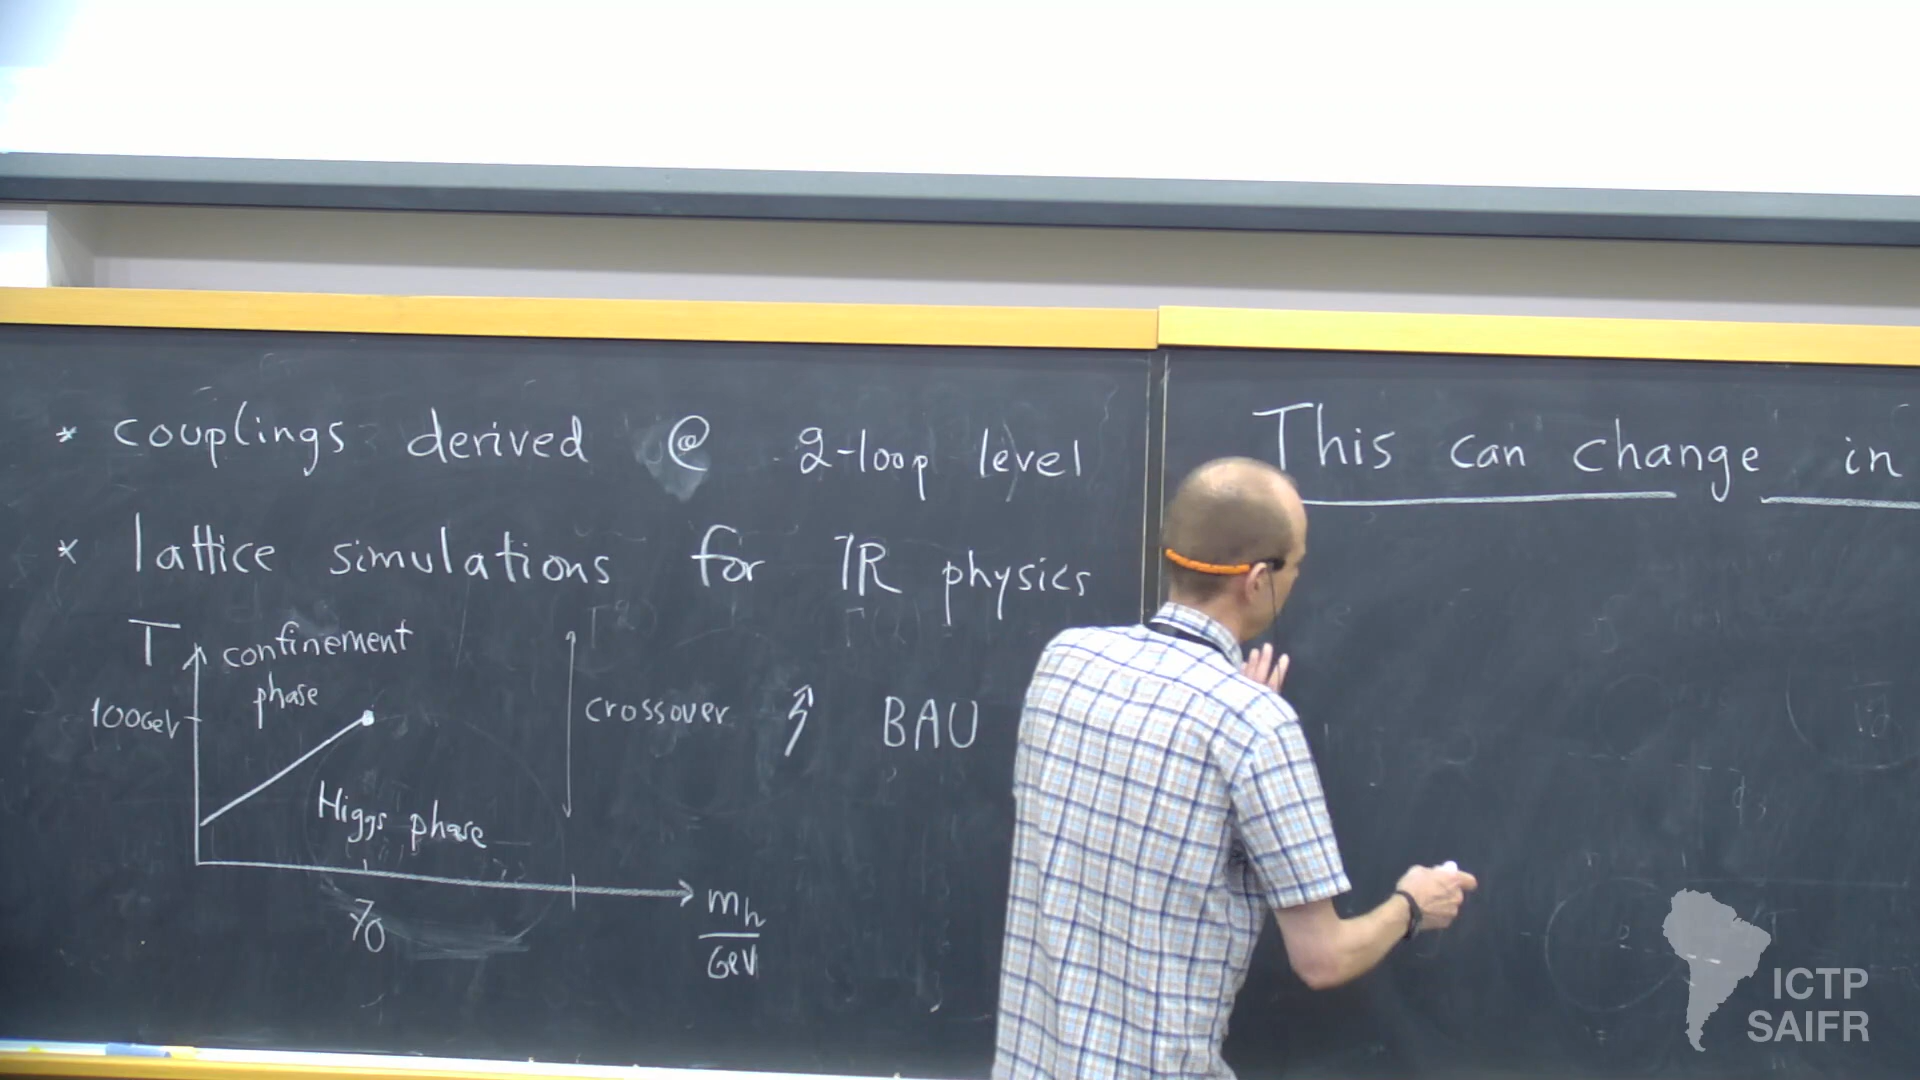 * couplings derived @ 2-loop level
* lattice simulations for IR physics
T
confinement
phase
100GeV
crossover
BAU
Higgs phase
70
mh
GeV
This can change in
ICTP
SAIFR